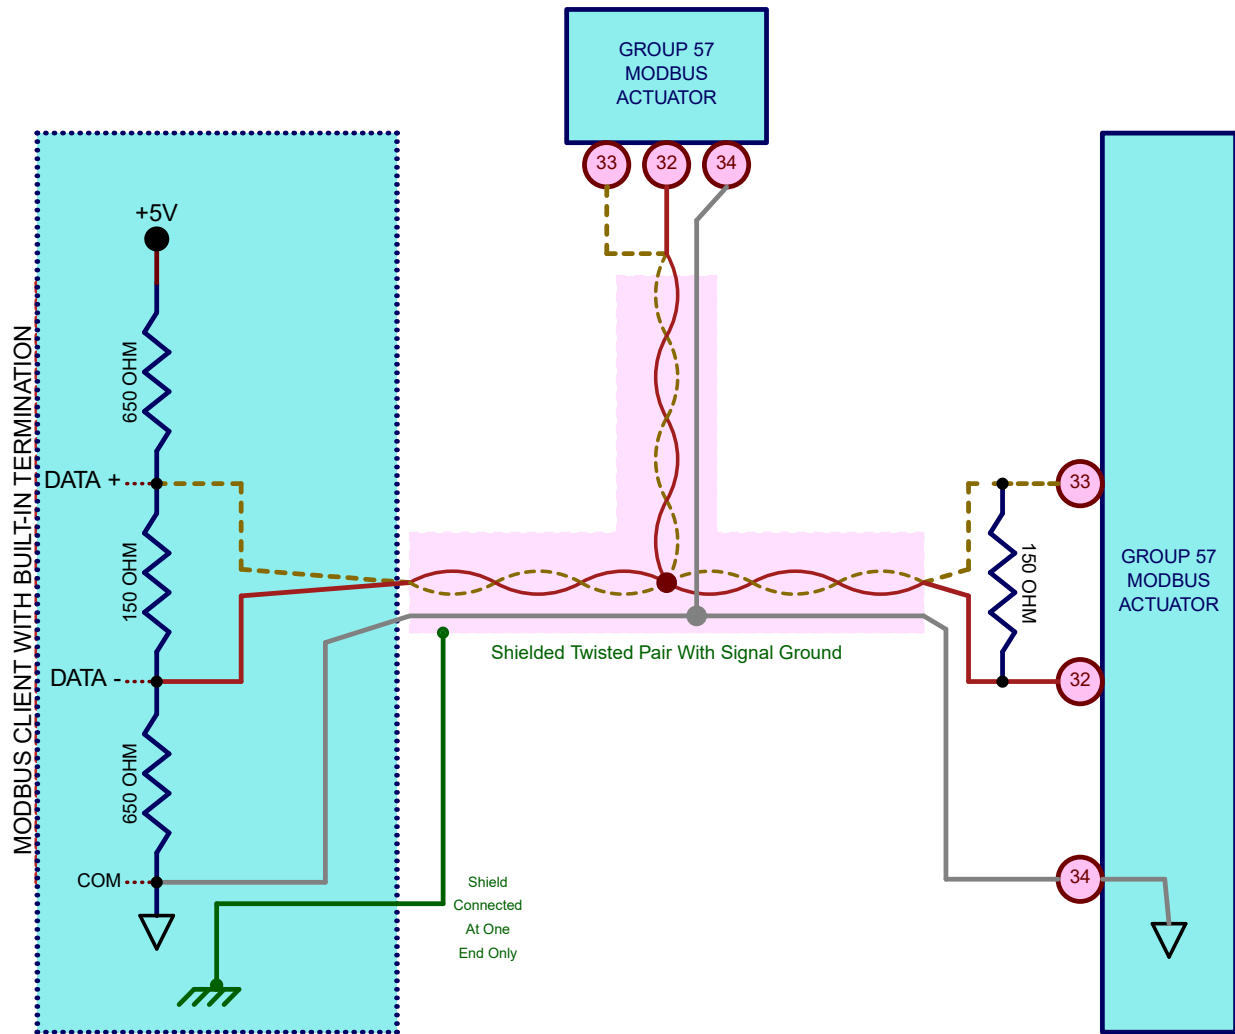 GROUP 57
MODBUS
ACTUATOR
33
32
34
+5V
MODBUS CLIENT WITH BUILT-IN TERMINATION
650 OHM
DATA +
150 OHM
DATA -
650 OHM
COM
Shielded Twisted Pair With Signal Ground
Shield
Connected
At One
End Only
150 OHM
33
32
34
GROUP 57
MODBUS
ACTUATOR